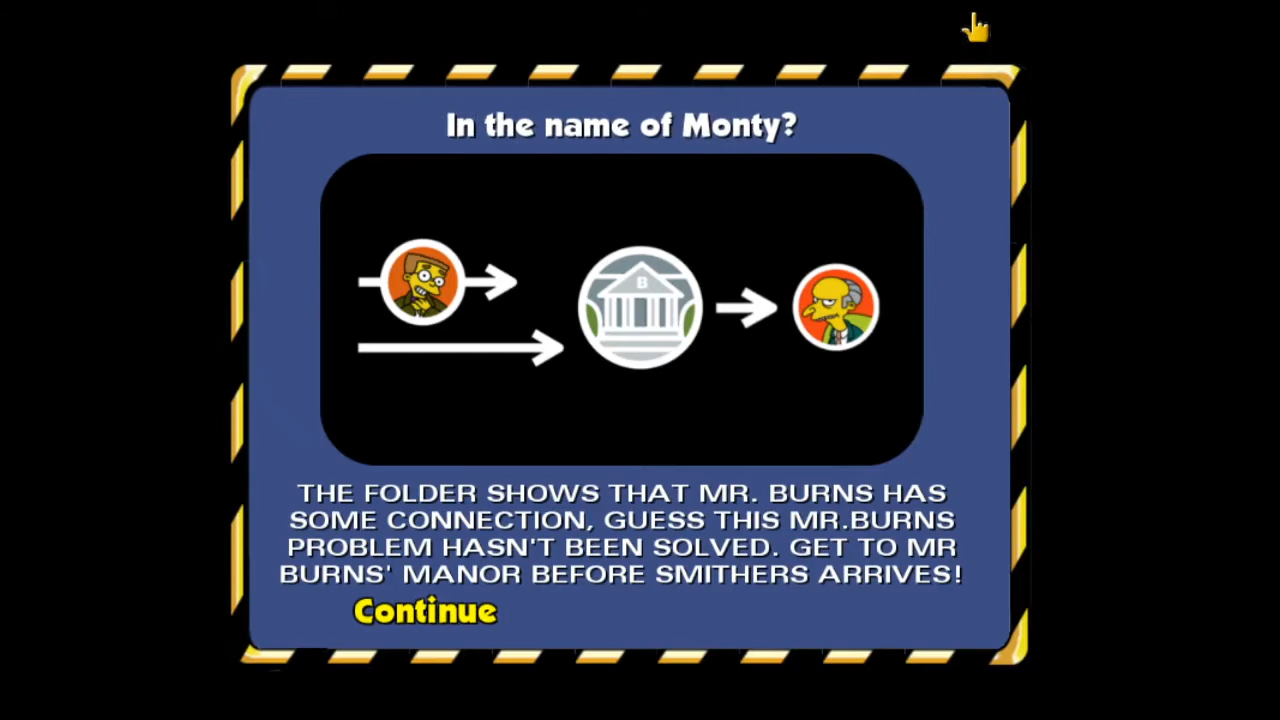 In the name of Monty?
B
THE FOLDER SHOWS THAT MR. BURNS HAS
SOME CONNECTION, GUESS THIS MR.BURNS
PROBLEM HASN'T BEEN SOLVED. GET TO MR
BURNS' MANOR BEFORE SMITHERS ARRIVES!
Continue